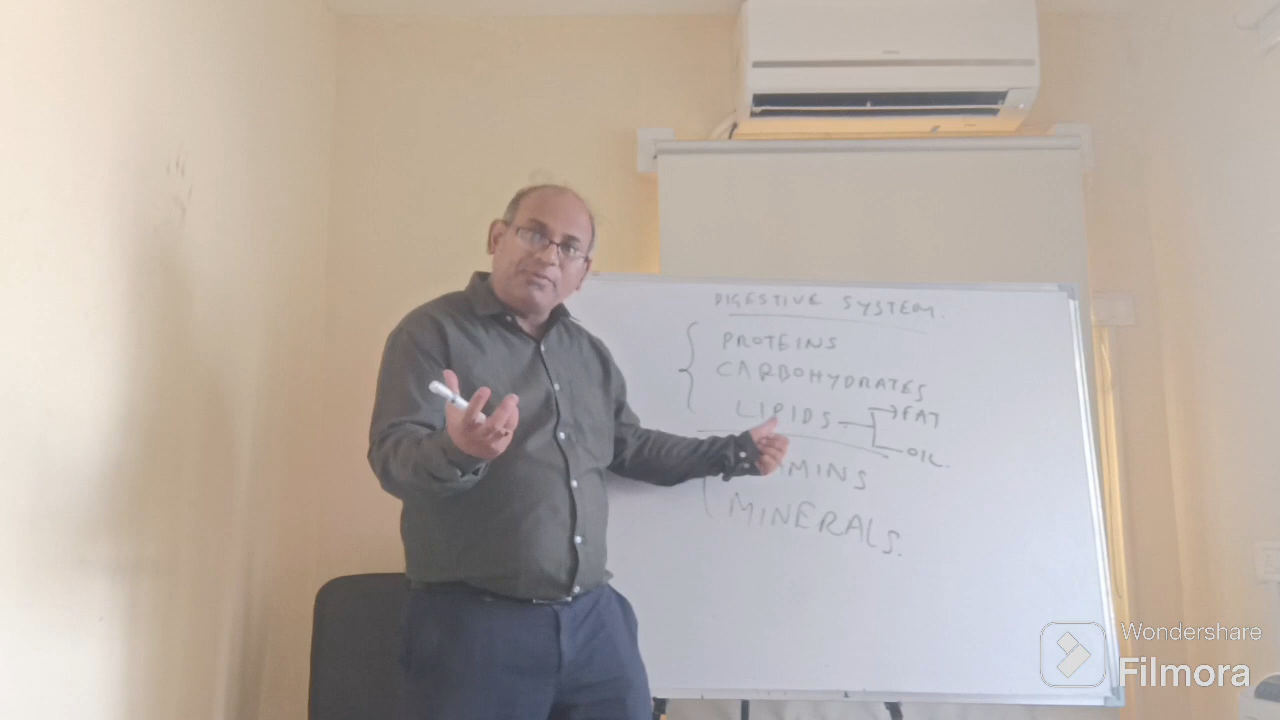 DIGESTIVE SYSTEM.
PROTEINS
CARBOHYDRATES
LIPIDS FAT
OIL
MINS
MINERALS.
Wondershare
Filmora